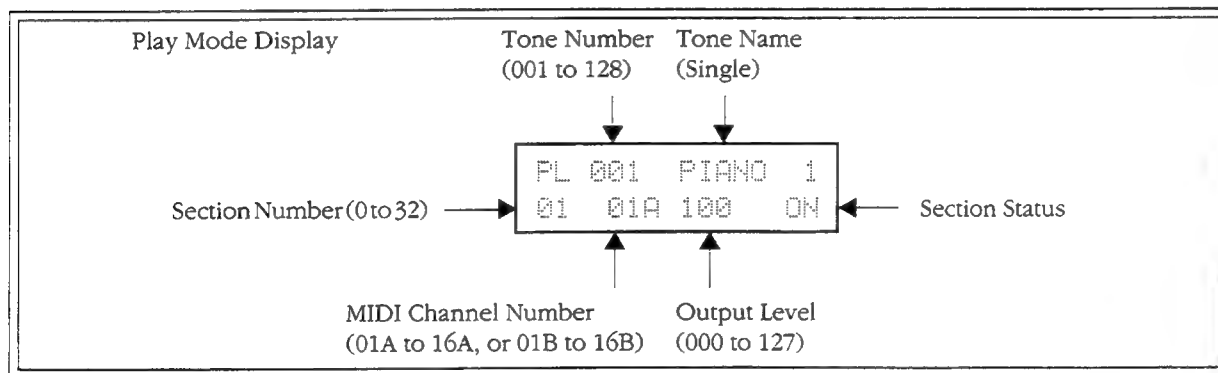 Play Mode Display
Tone Number
(001 to 128)
Tone Name
(Single)
PL 001 PIANO 1
01 01A 100 ON
Section Number (0 to 32)
Section Status
MIDI Channel Number
(01A to 16A, or 01B to 16B)
Output Level
(000 to 127)